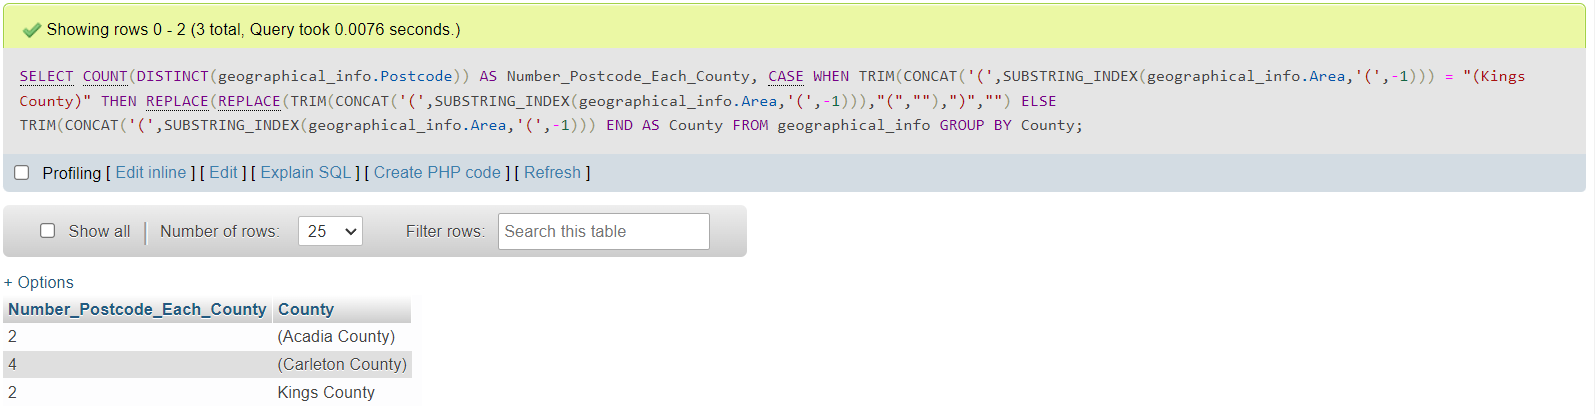 Showing rows 0 - 2 (3 total, Query took 0.0076 seconds.)
SELECT COUNT(DISTINCT(geographical_info.Postcode)) AS Number_Postcode_Each_County, CASE WHEN TRIM(CONCAT('(',SUBSTRING_INDEX(geographical_info.Area,'(',-1))) = "(Kings
County)" THEN REPLACE(REPLACE(TRIM(CONCAT('(',SUBSTRING_INDEX(geographical_info.Area,'(',-1))),"(",""),")","") ELSE
TRIM(CONCAT('(',SUBSTRING_INDEX(geographical_info.Area,'(',-1))) END AS County FROM geographical_info GROUP BY County;
Profiling [ Edit inline ] [ Edit ] [ Explain SQL ] [ Create PHP code ] [ Refresh ]
Show all Number of rows: 25 Filter rows: Search this table
+ Options
Number_Postcode_Each_County County
2 (Acadia County)
4 (Carleton County)
2 Kings County